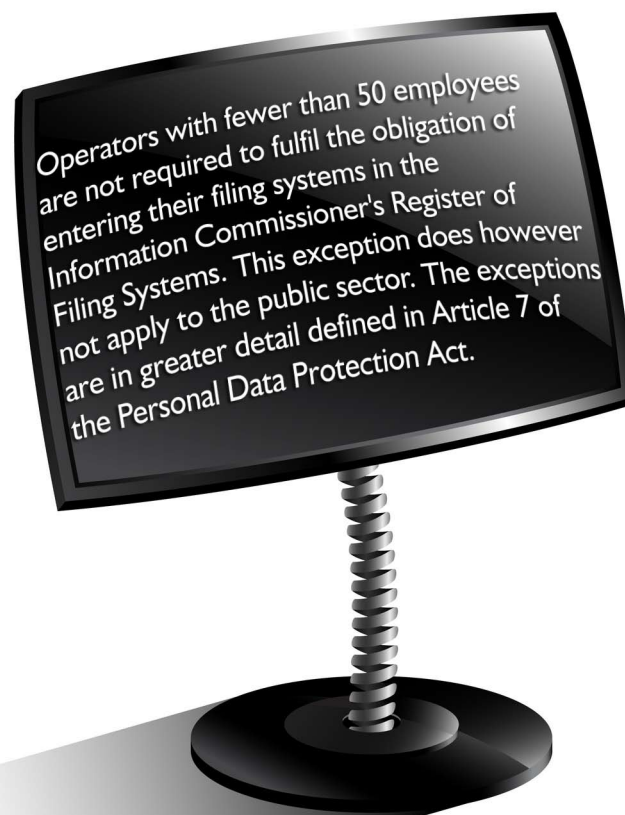 Operators with fewer than 50 employees
are not required to fulfil the obligation of
entering their filing systems in the
Information Commissioner's Register of
Filing Systems. This exception does however
not apply to the public sector. The exceptions
are in greater detail defined in Article 7 of
the Personal Data Protection Act.